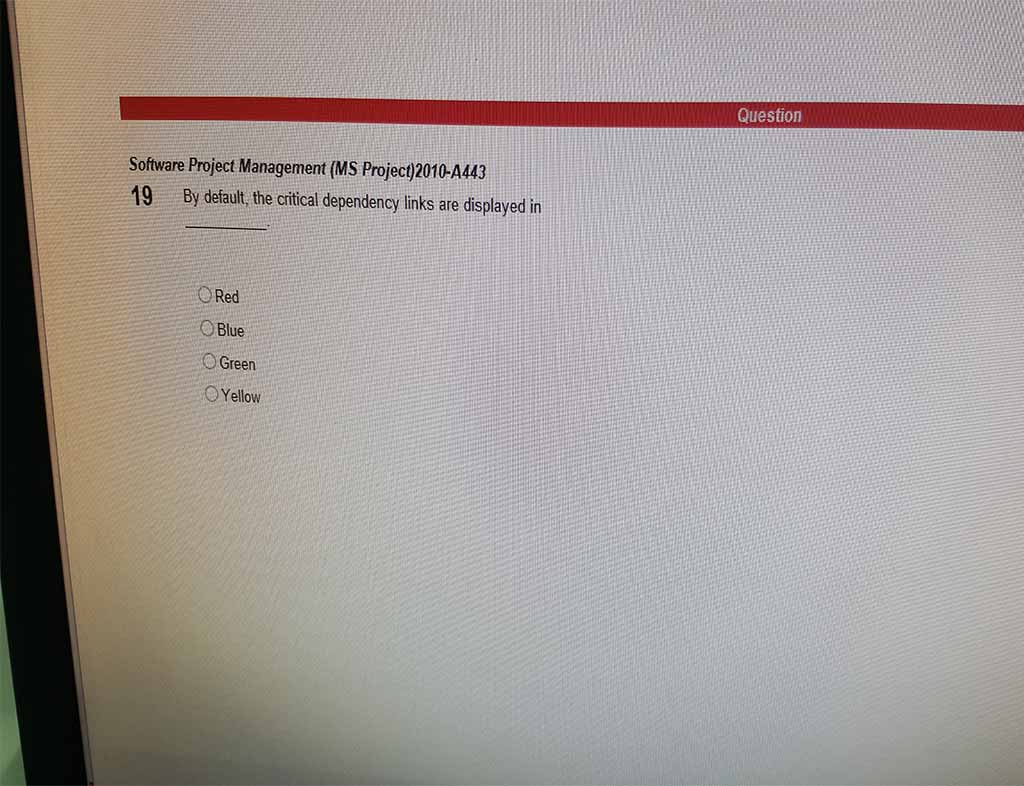 Question
Software Project Management (MS Project)2010-A443
19 By default, the critical dependency links are displayed in
__________.
Red
Blue
Green
Yellow